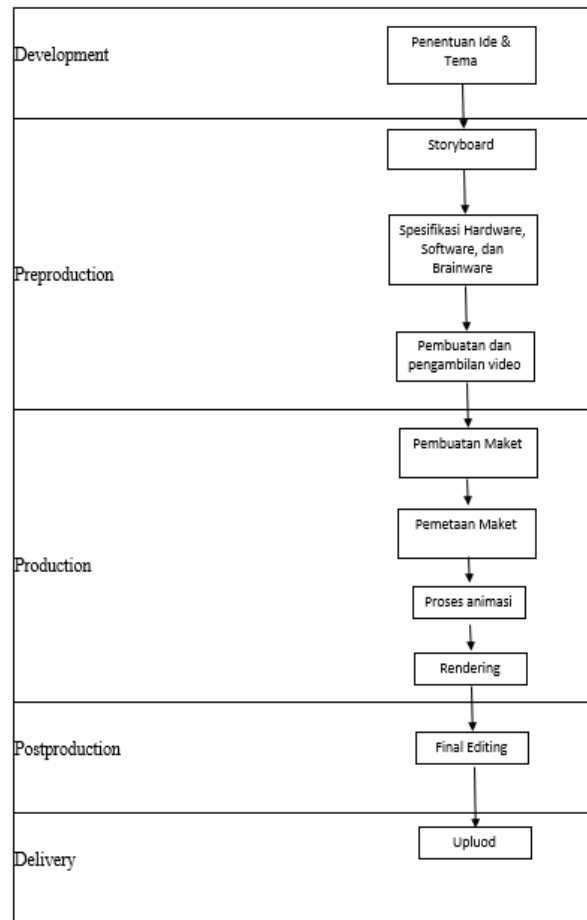 Development
Penentuan Ide &
Tema
Storyboard
Spesifikasi Hardware,
Software, dan
Brainware
Preproduction
Pembuatan dan
pengambilan video
Pembuatan Maket
Pemetaan Maket
Production
Proses animasi
Rendering
Postproduction
Final Editing
Upluod
Delivery